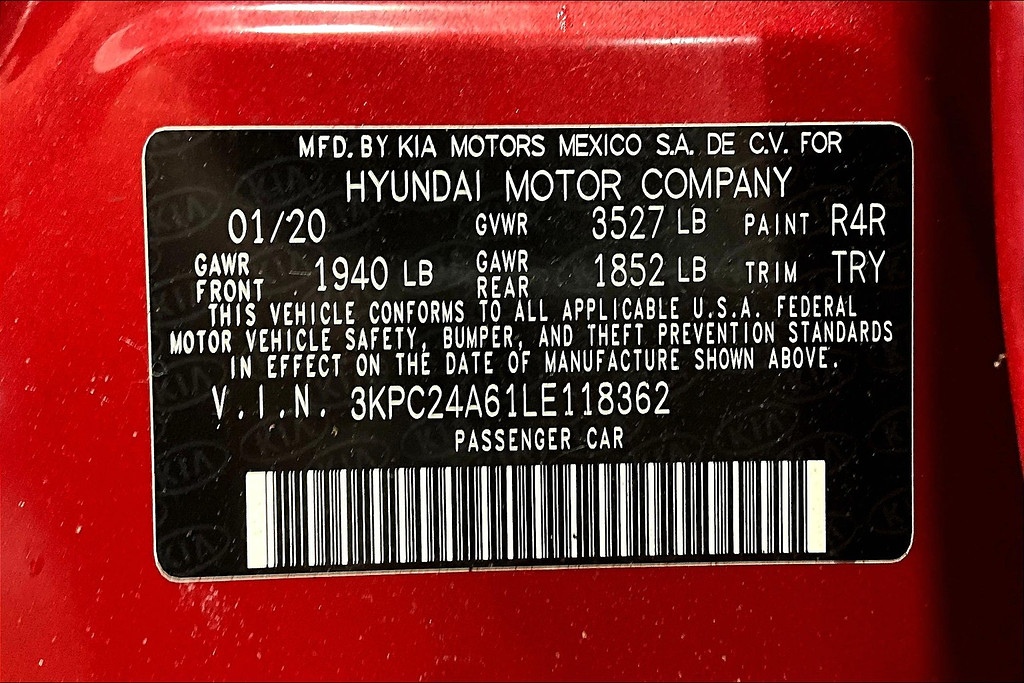 MFD. BY KIA MOTORS MEXICO S.A. DE C.V. FOR
HYUNDAI MOTOR COMPANY
01/20 GVWR 3527 LB PAINT R4R
GAWR FRONT 1940 LB GAWR REAR 1852 LB TRIM TRY
THIS VEHICLE CONFORMS TO ALL APPLICABLE U.S.A. FEDERAL
MOTOR VEHICLE SAFETY, BUMPER, AND THEFT PREVENTION STANDARDS
IN EFFECT ON THE DATE OF MANUFACTURE SHOWN ABOVE.
V.I.N. 3KPC24A61LE118362
PASSENGER CAR